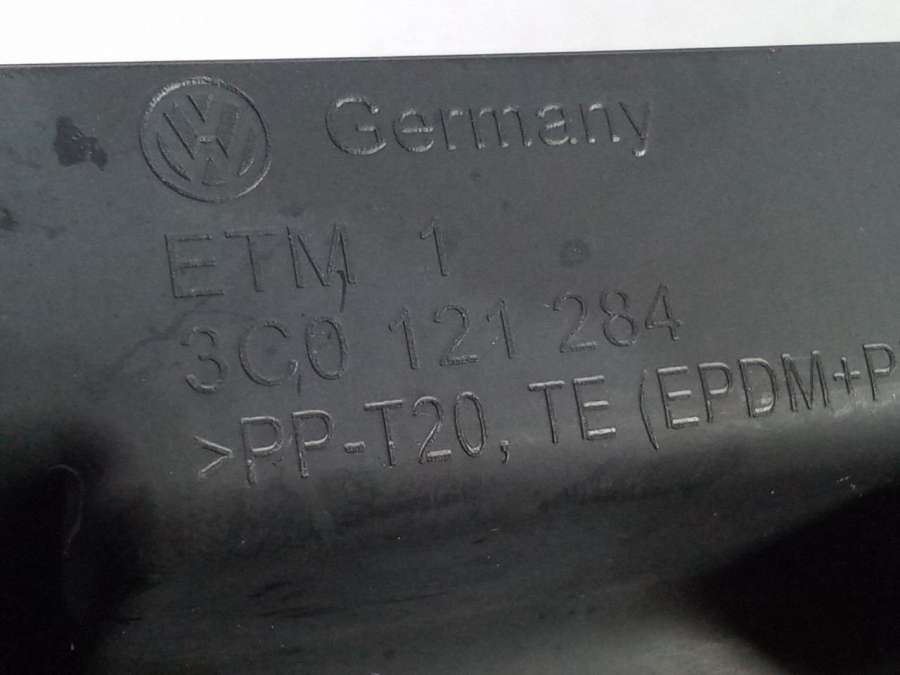 Germany
ETM 1
3C0 121 284
>PP-T20, TE (EPDM+P